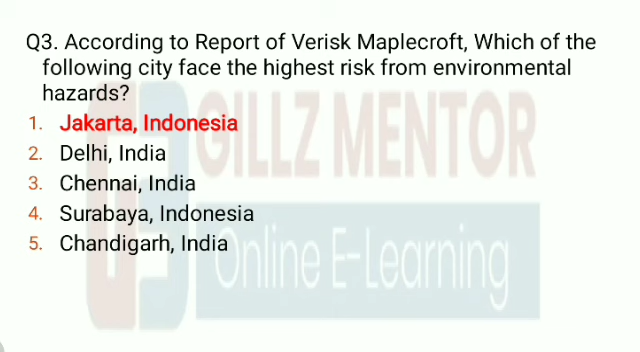 Q3. According to Report of Verisk Maplecroft, Which of the
following city face the highest risk from environmental
hazards?
1. Jakarta, Indonesia
2. Delhi, India
3. Chennai, India
4. Surabaya, Indonesia
5. Chandigarh, India
GILLZ MENTOR
Online E-Learning